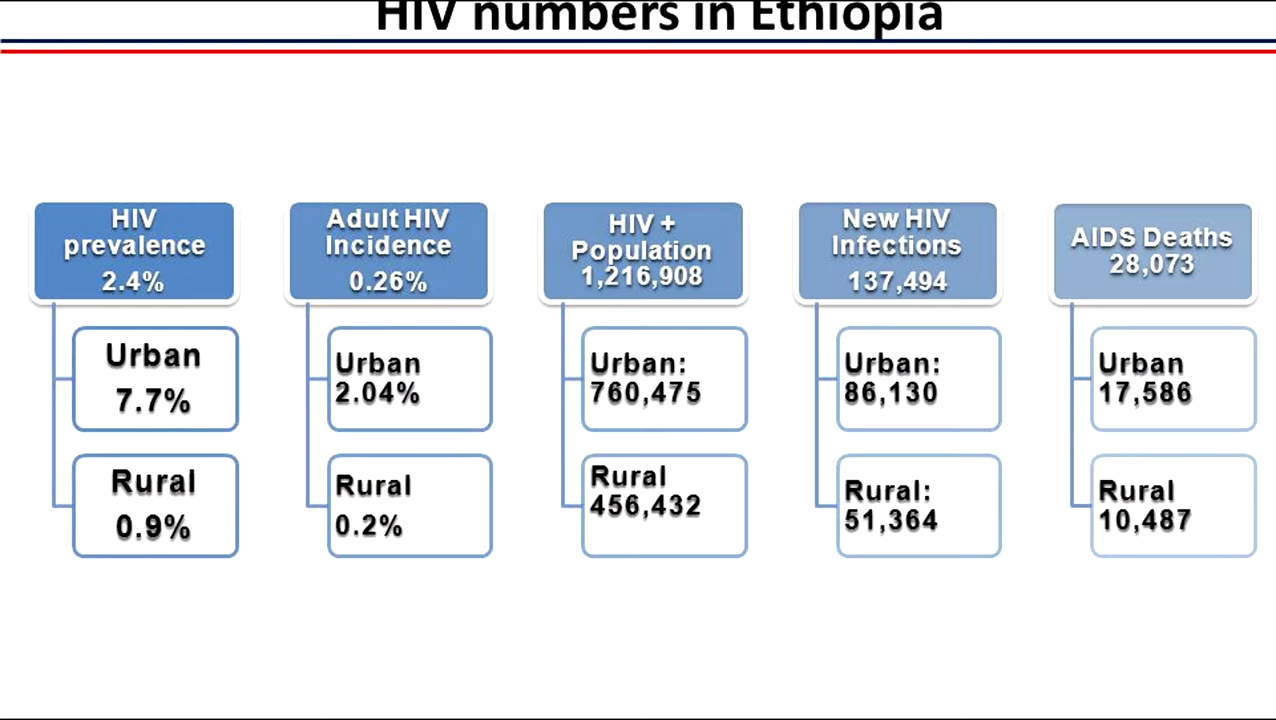 HIV numbers in Ethiopia
HIV
prevalence
2.4%
Urban
7.7%
Rural
0.9%
Adult HIV
Incidence
0.26%
Urban
2.04%
Rural
0.2%
HIV +
Population
1,216,908
Urban:
760,475
Rural
456,432
New HIV
Infections
137,494
Urban:
86,130
Rural:
51,364
AIDS Deaths
28,073
Urban
17,586
Rural
10,487